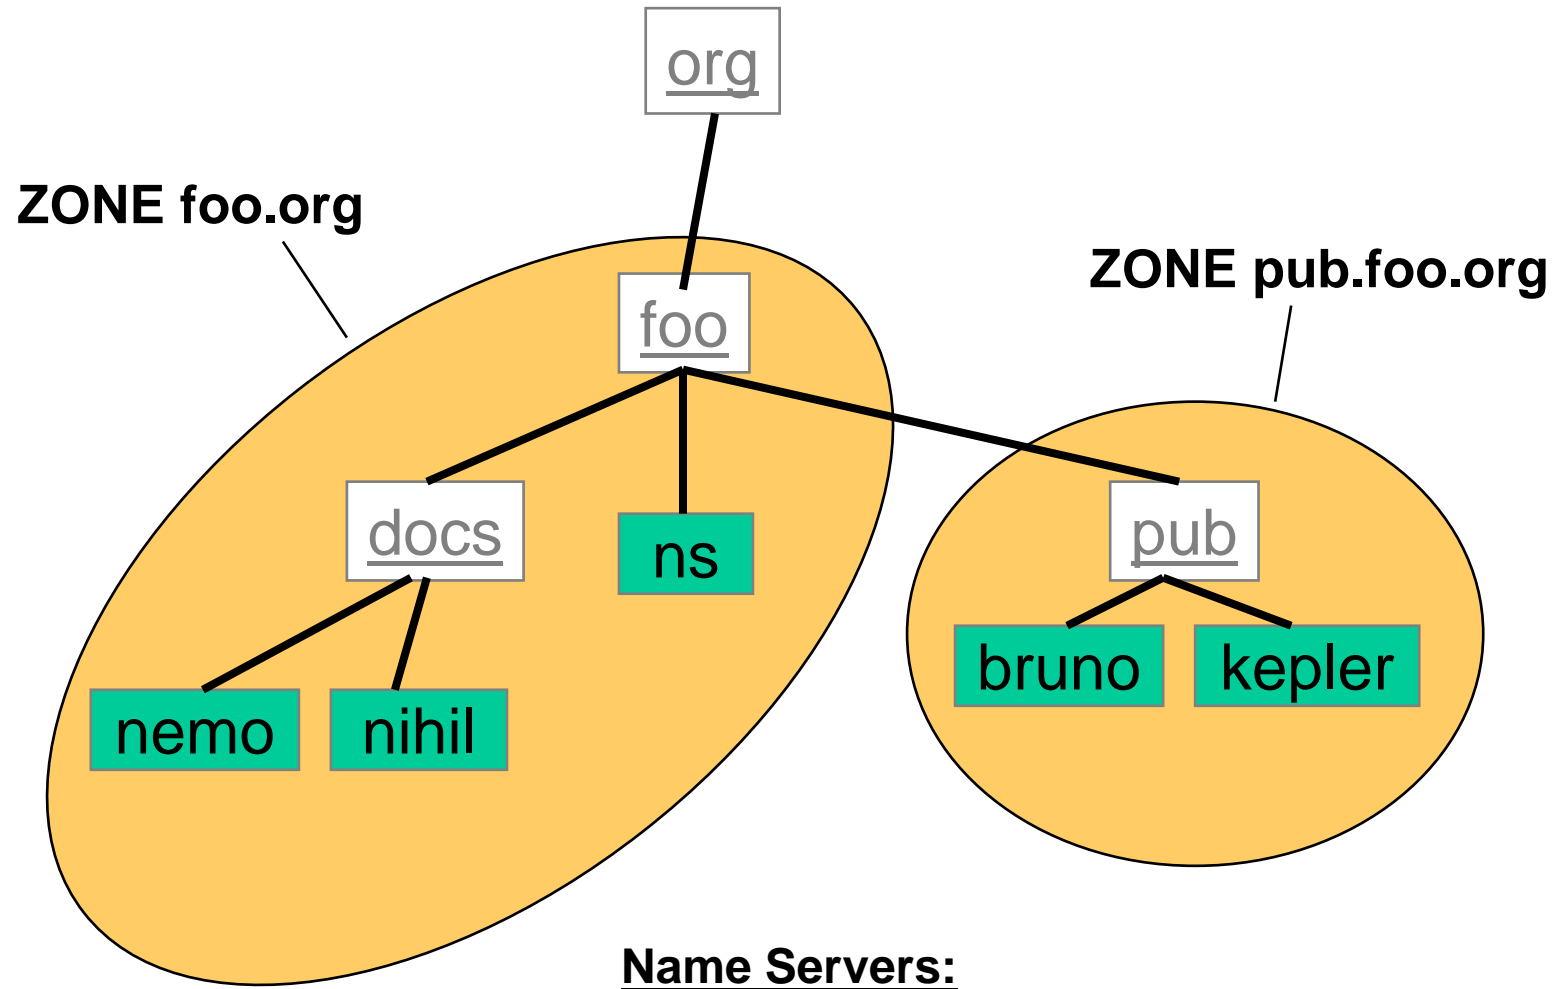 org
ZONE foo.org
ZONE pub.foo.org
foo
docs
ns
pub
bruno
kepler
nemo
nihil
Name Servers: